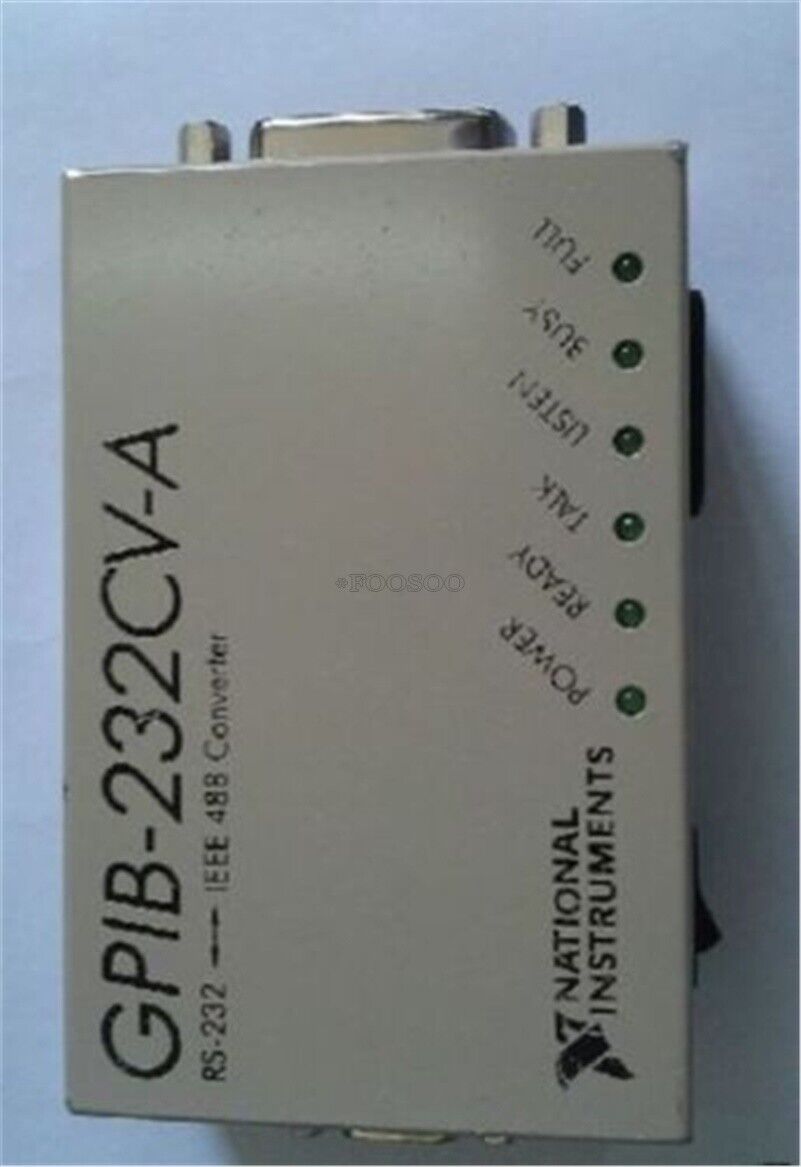 GPIB-232CV-A
RS-232 — IEEE 488 Converter
POWER
READY
TALK
LISTEN
BUSY
FULL
NATIONAL
INSTRUMENTS
®FOOSOO